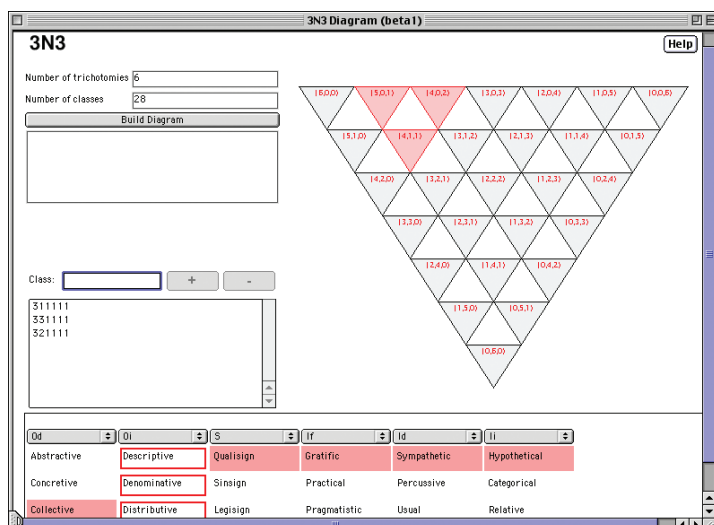 3N3 Diagram (beta1)
3N3
Help
Number of trichotomies 6
Number of classes 28
Build Diagram
(6,0,0) (5,0,1) (4,0,2) (3,0,3) (2,0,4) (1,0,5) (0,0,6)
(5,1,0) (4,1,1) (3,1,2) (2,1,3) (1,1,4) (0,1,5)
(4,2,0) (3,2,1) (2,2,2) (1,2,3) (0,2,4)
(3,3,0) (2,3,1) (1,3,2) (0,3,3)
(2,4,0) (1,4,1) (0,4,2)
(1,5,0) (0,5,1)
(0,6,0)
Class: + -
311111
331111
321111
Od Oi S If Id Ii
Abstractive Descriptive Qualisign Gratific Sympathetic Hypothetical
Concretive Denominative Sinsign Practical Percussive Categorical
Collective Distributive Legisign Pragmatistic Usual Relative